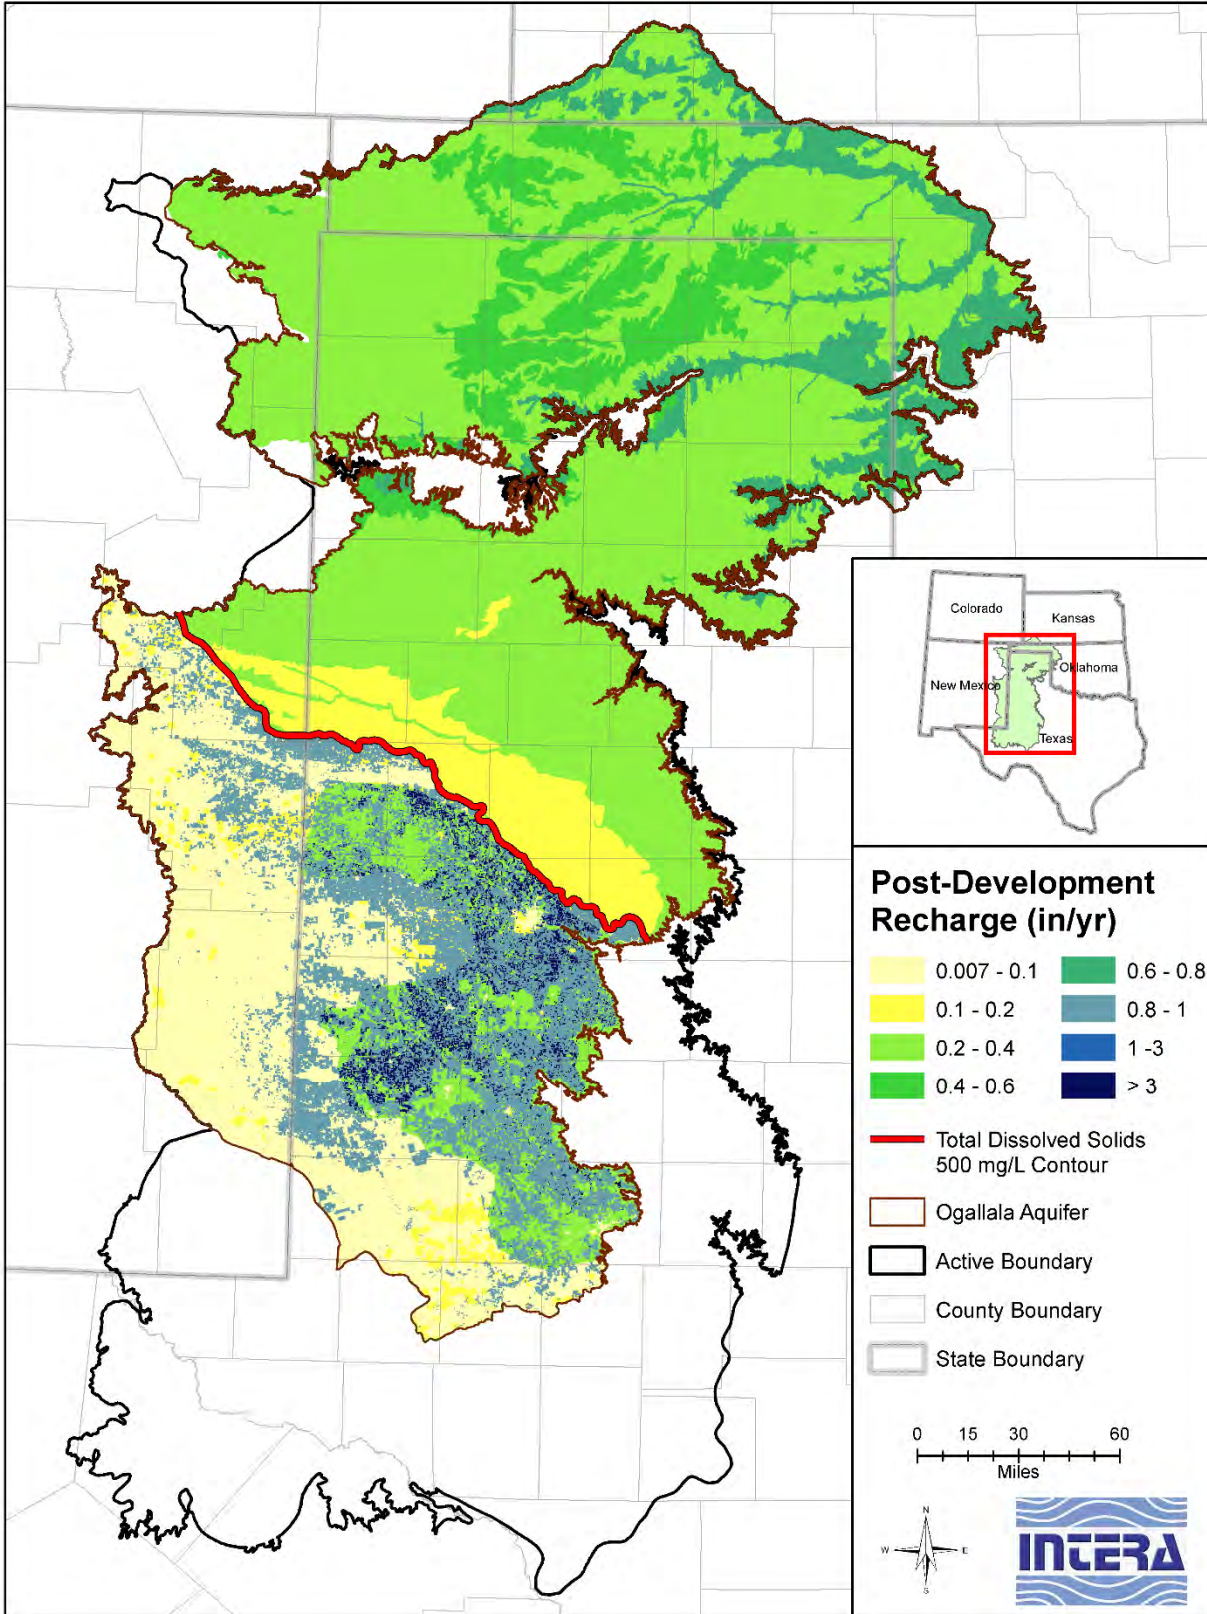 Colorado
Kansas
New Mexico
Oklahoma
Texas
Post-Development
Recharge (in/yr)
0.007 - 0.1
0.1 - 0.2
0.2 - 0.4
0.4 - 0.6
0.6 - 0.8
0.8 - 1
1 -3
> 3
Total Dissolved Solids
500 mg/L Contour
Ogallala Aquifer
Active Boundary
County Boundary
State Boundary
0 15 30 60
Miles
N
W E
S
INTERA